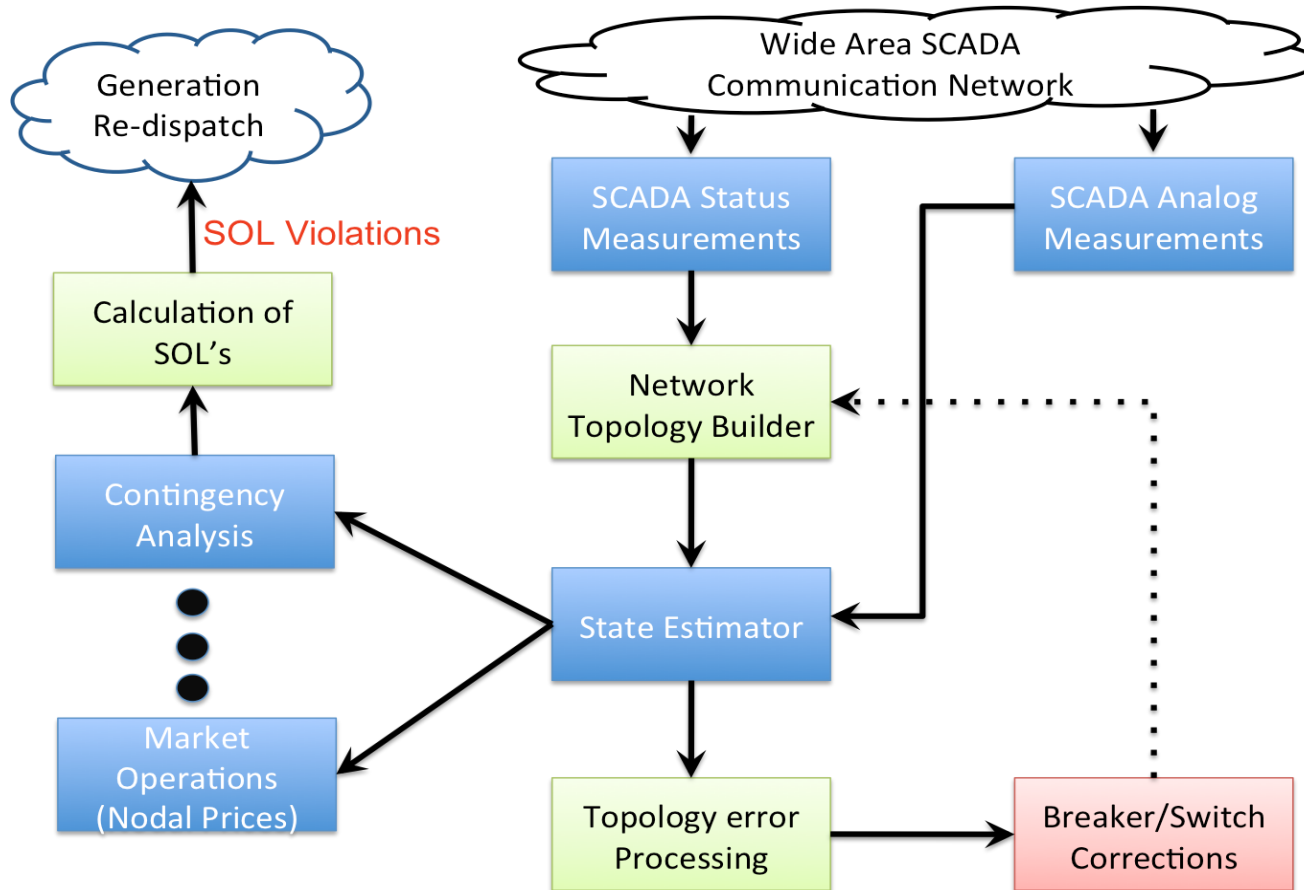 Generation
Re-dispatch
Wide Area SCADA
Communication Network
SCADA Status
Measurements
SCADA Analog
Measurements
SOL Violations
Calculation of
SOL’s
Network
Topology Builder
Contingency
Analysis
State Estimator
Market
Operations
(Nodal Prices)
Topology error
Processing
Breaker/Switch
Corrections